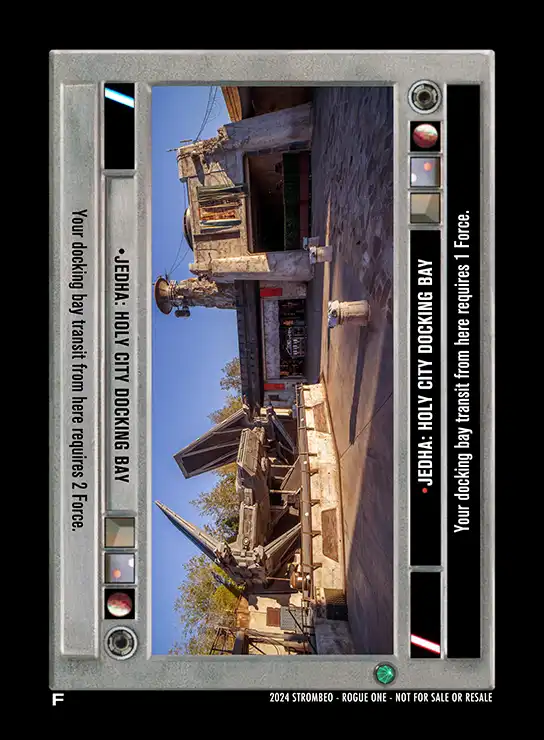 Your docking bay transit from here requires 1 Force.
•JEDHA: HOLY CITY DOCKING BAY
•JEDHA: HOLY CITY DOCKING BAY
Your docking bay transit from here requires 2 Force.
F
2024 STROMBEO - ROGUE ONE - NOT FOR SALE OR RESALE